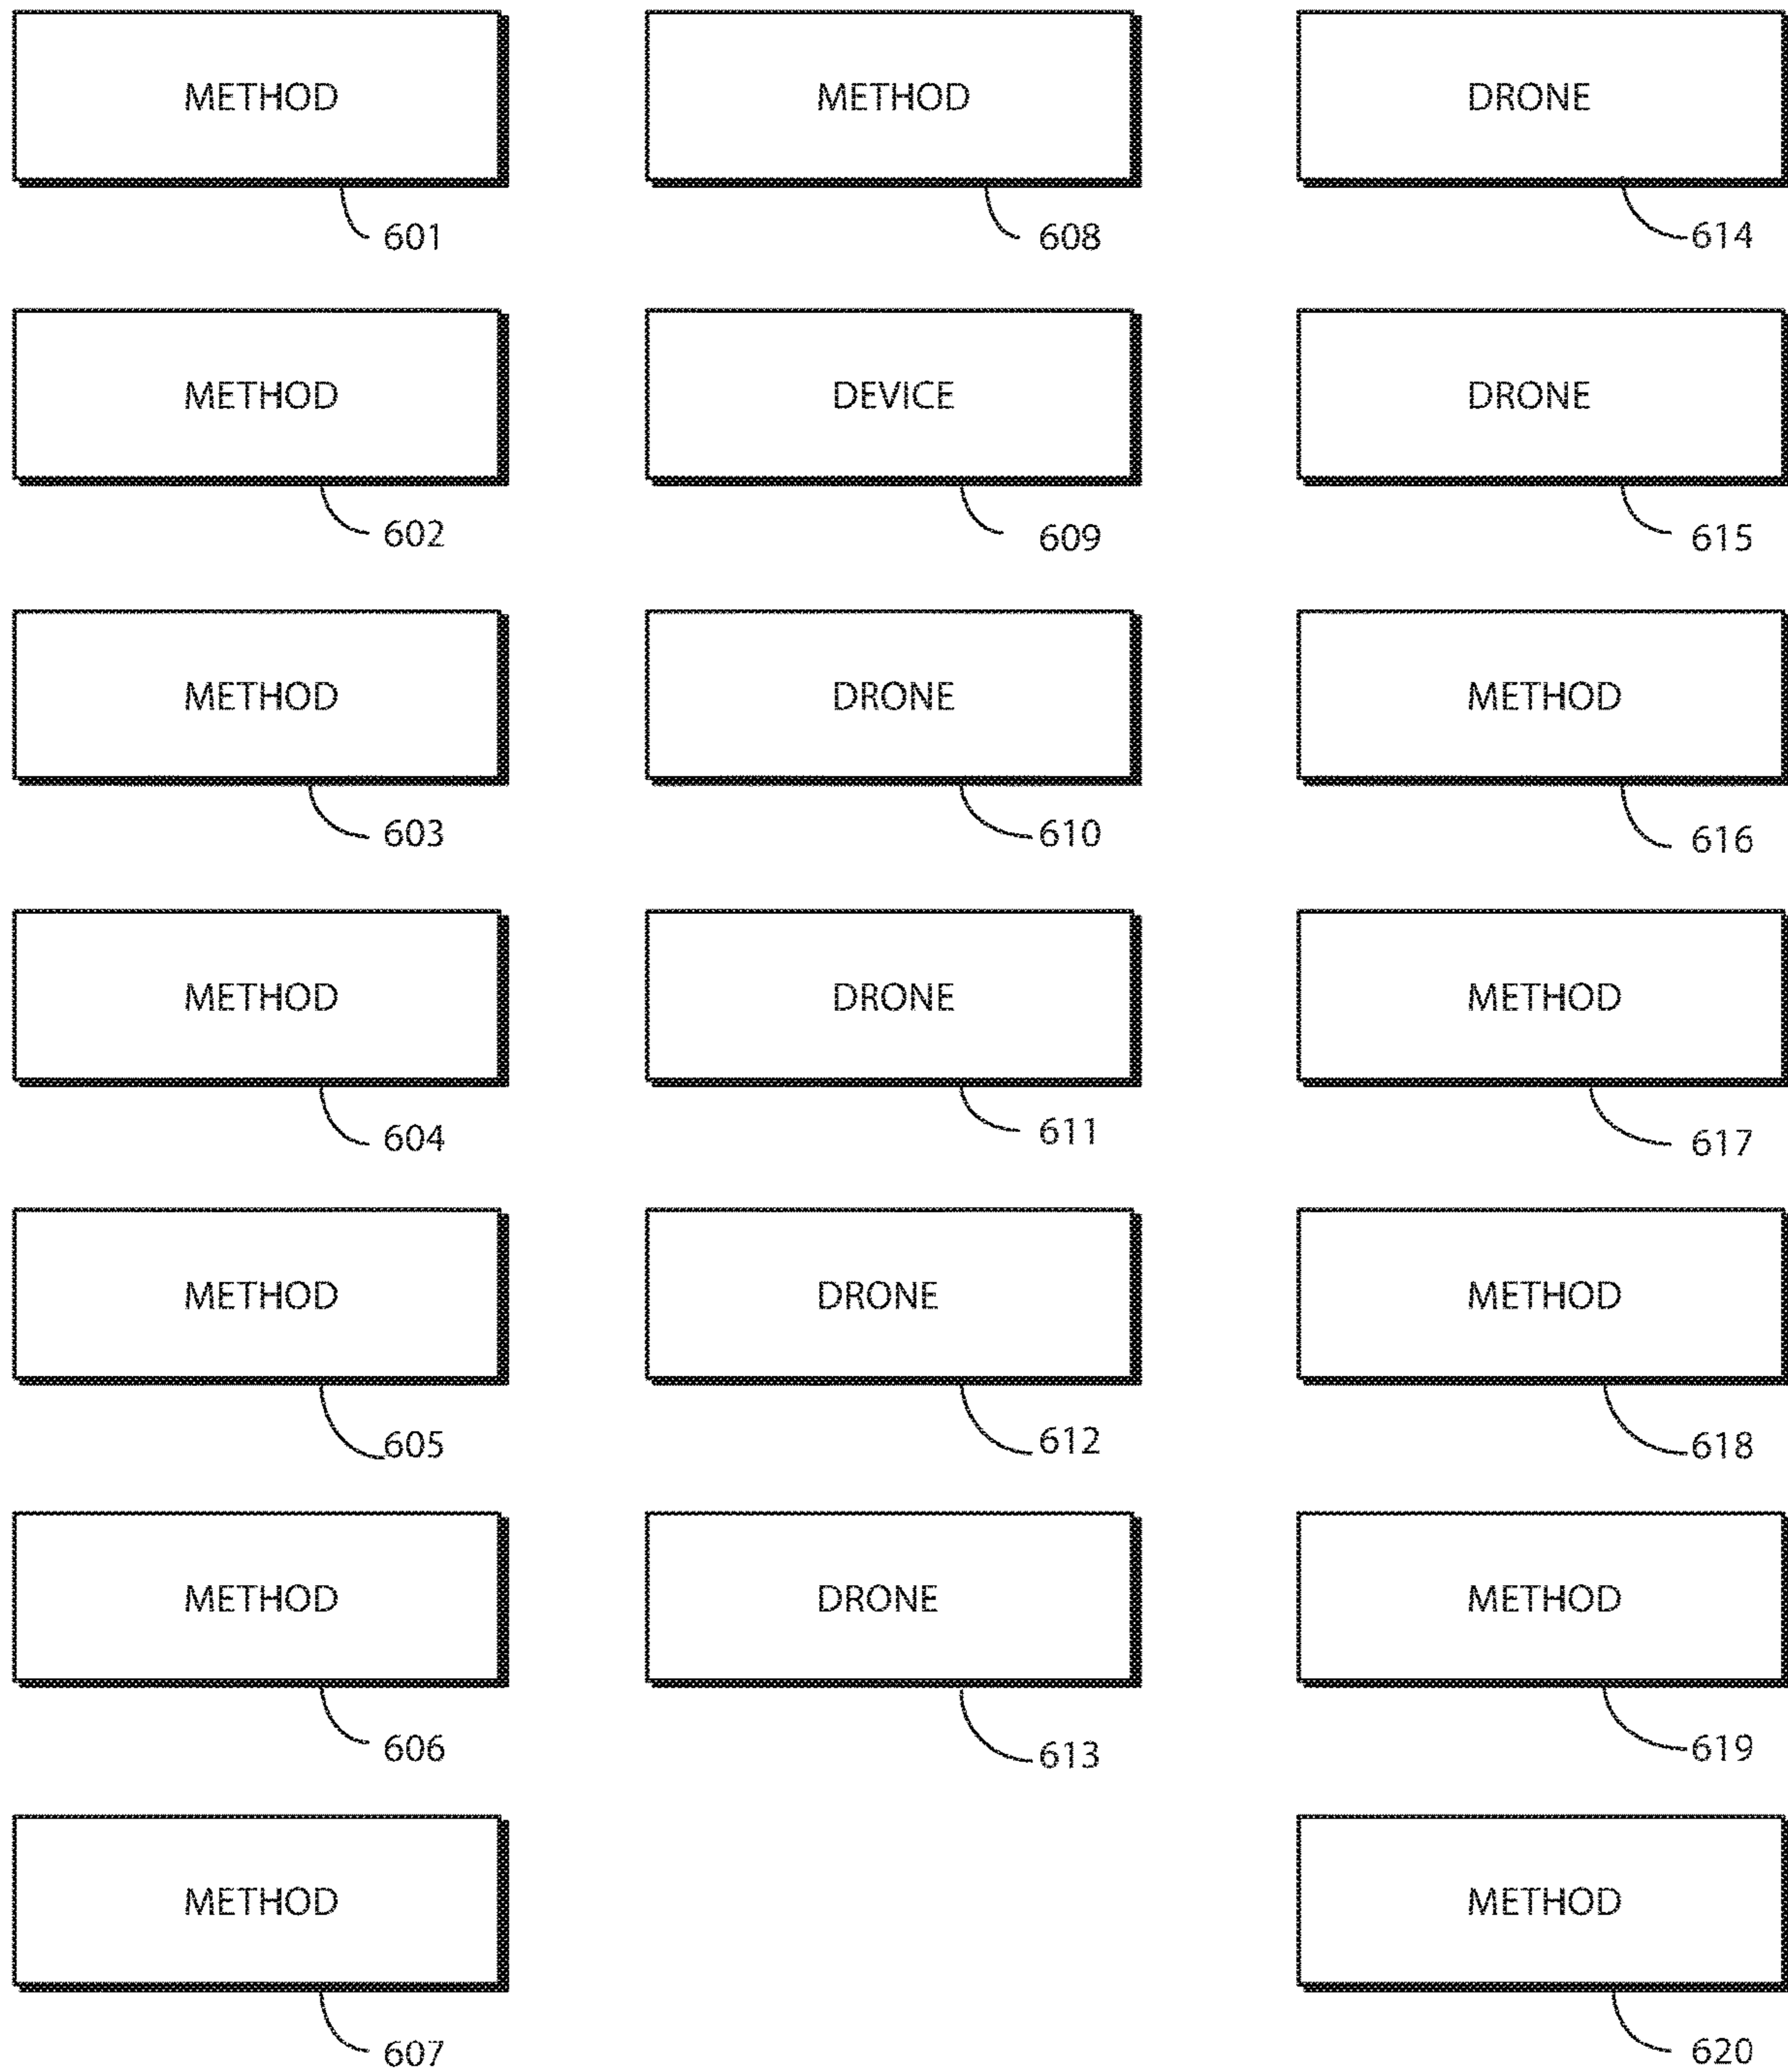 METHOD
601
METHOD
602
METHOD
603
METHOD
604
METHOD
605
METHOD
606
METHOD
607
METHOD
608
DEVICE
609
DRONE
610
DRONE
611
DRONE
612
DRONE
613
DRONE
614
DRONE
615
METHOD
616
METHOD
617
METHOD
618
METHOD
619
METHOD
620